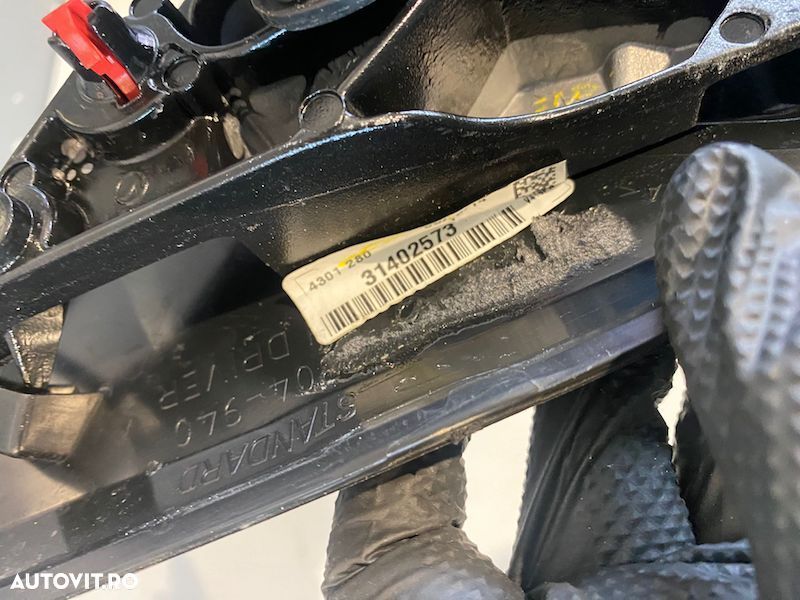 4301 280
31402573
DRIVER
STANDARD
AUTOVIT.RO